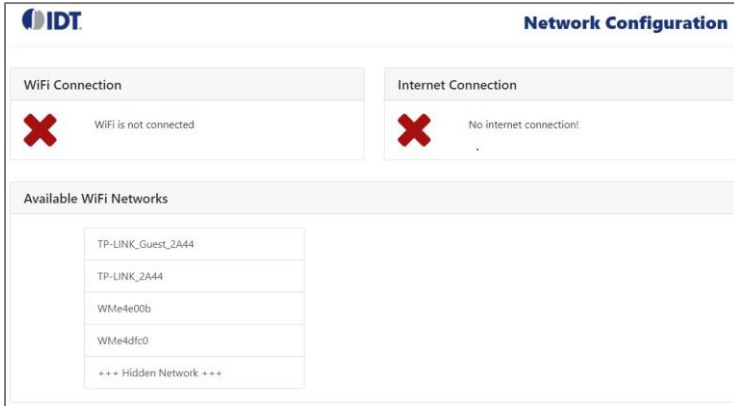 IDT
Network Configuration
WiFi Connection
Internet Connection
WiFi is not connected
No internet connection!
Available WiFi Networks
TP-LINK_Guest_2A44
TP-LINK_2A44
WMe4e00b
WMe4dfc0
+++ Hidden Network +++